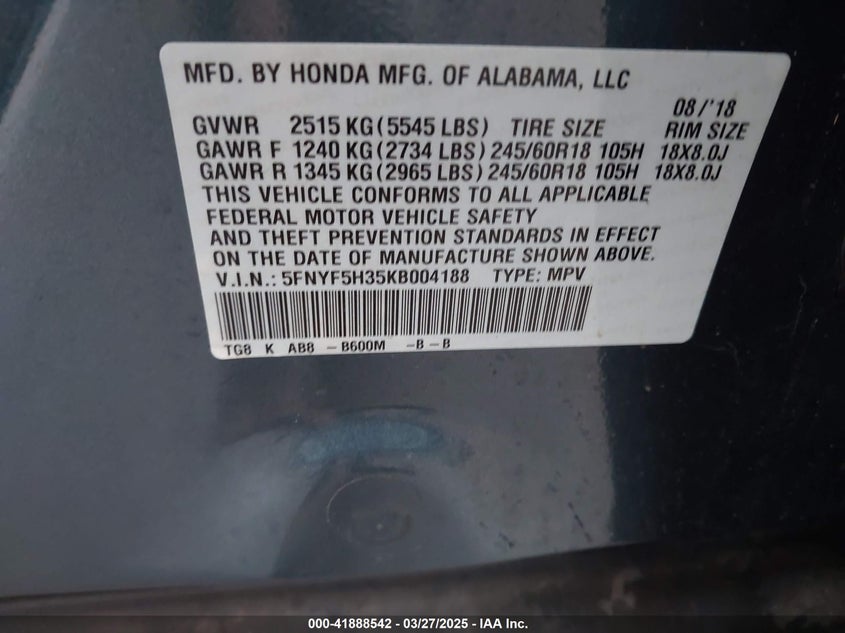 MFD. BY HONDA MFG. OF ALABAMA, LLC
08/'18
GVWR 2515 KG (5545 LBS) TIRE SIZE RIM SIZE
GAWR F 1240 KG (2734 LBS) 245/60R18 105H 18X8.0J
GAWR R 1345 KG (2965 LBS) 245/60R18 105H 18X8.0J
THIS VEHICLE CONFORMS TO ALL APPLICABLE
FEDERAL MOTOR VEHICLE SAFETY
AND THEFT PREVENTION STANDARDS IN EFFECT
ON THE DATE OF MANUFACTURE SHOWN ABOVE.
V.I.N.: 5FNYF5H35KB004188 TYPE: MPV
TG8 K AB8 -B600M -B-B
000-41888542 — 03/27/2025 — IAA Inc.